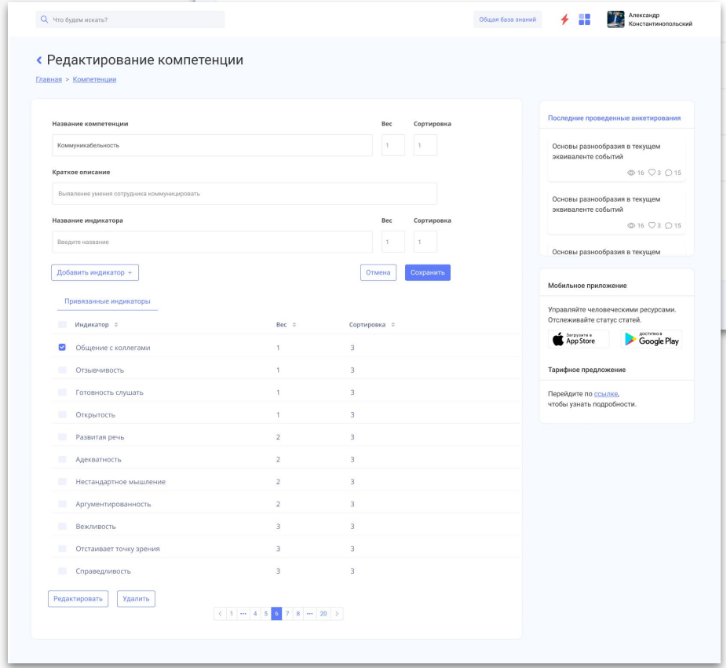 Что будем искать?
Общая база знаний
Александр
Константинопольский
Редактирование компетенции
Главная > Компетенции
Название компетенции Вес Сортировка
Коммуникабельность 1 1
Краткое описание
Выявление умения сотрудника коммуницировать
Название индикатора Вес Сортировка
Введите название 1 1
Добавить индикатор +
Отмена Сохранить
Привязанные индикаторы
Индикатор Вес Сортировка
Общение с коллегами 1 3
Отзывчивость 1 3
Готовность слушать 1 3
Открытость 1 3
Развитая речь 2 3
Адекватность 2 3
Нестандартное мышление 2 3
Аргументированность 2 3
Вежливость 3 3
Отстаивает точку зрения 3 3
Справедливость 3 3
Редактировать Удалить
< 1 ••• 4 5 6 7 8 ••• 20 >
Последние проведенные анкетирования
Основы разнообразия в текущем
эквиваленте событий
16 2 15
Основы разнообразия в текущем
эквиваленте событий
16 3 15
Основы разнообразия в текущем
Мобильное приложение
Управляйте человеческими ресурсами.
Отслеживайте статус статей.
Загрузите в
App Store
ДОСТУПНО В
Google Play
Тарифное предложение
Перейдите по ссылке,
чтобы узнать подробности.